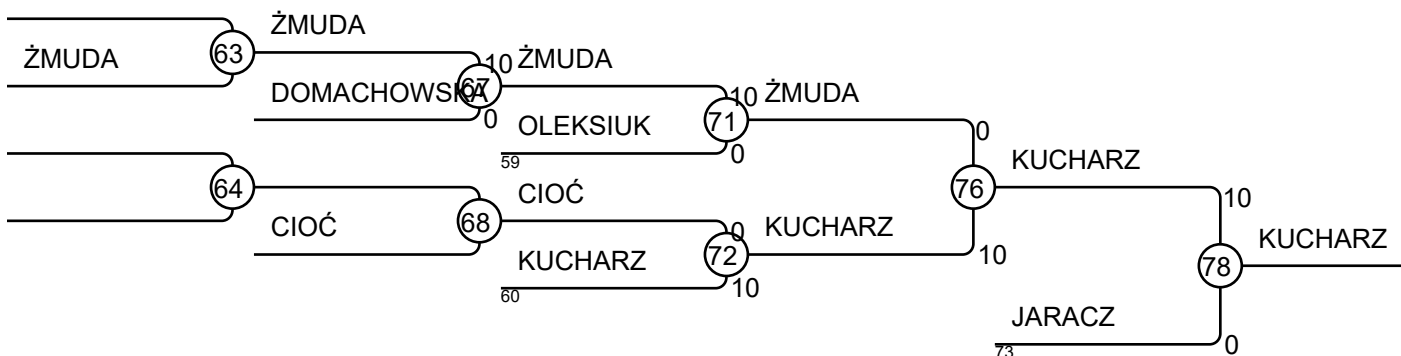 ŻMUDA
63
ŻMUDA
DOMACHOWSKA
10
67
0
ŻMUDA
OLEKSIUK
59
10
71
0
ŻMUDA
64
CIOĆ
68
CIOĆ
KUCHARZ
60
0
72
10
KUCHARZ
0
76
10
KUCHARZ
JARACZ
73
10
78
0
KUCHARZ